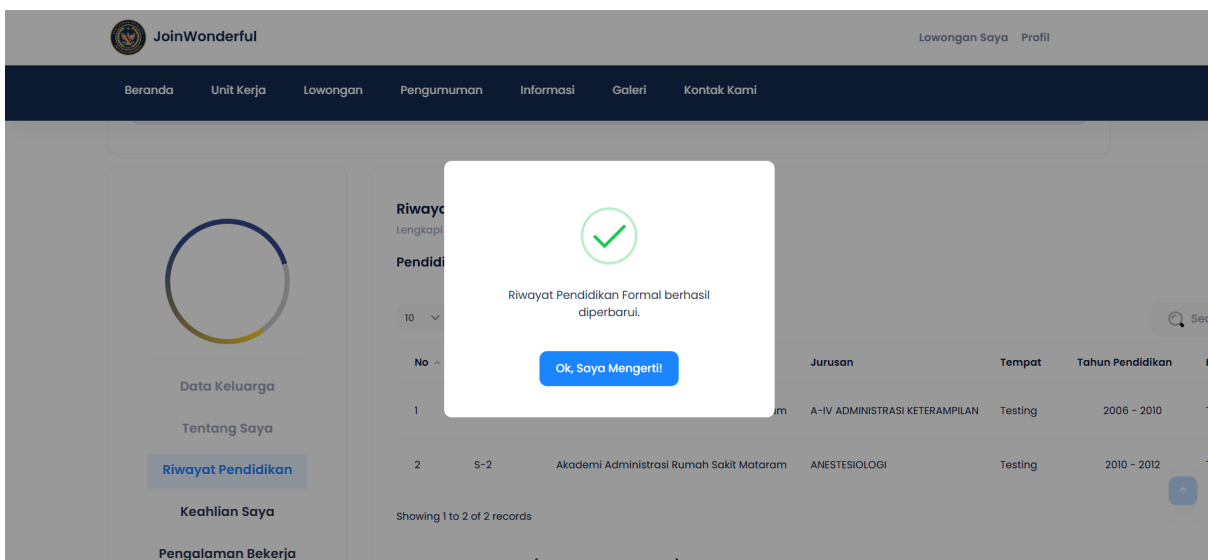 JoinWonderful
Lowongan Saya Profil
Beranda Unit Kerja Lowongan Pengumuman Informasi Galeri Kontak Kami
Lengkapi
10
Riwayat Pendidikan Formal berhasil
diperbarui.
Ok, Saya Mengerti!
No Jurusan Tempat Tahun Pendidikan
1 A-IV ADMINISTRASI KETERAMPILAN Testing 2006 - 2010
2 S-2 Akademi Administrasi Rumah Sakit Mataram ANESTESIOLOGI Testing 2010 - 2012
Showing 1 to 2 of 2 records
Data Keluarga
Tentang Saya
Riwayat Pendidikan
Keahlian Saya
Pengalaman Bekerja